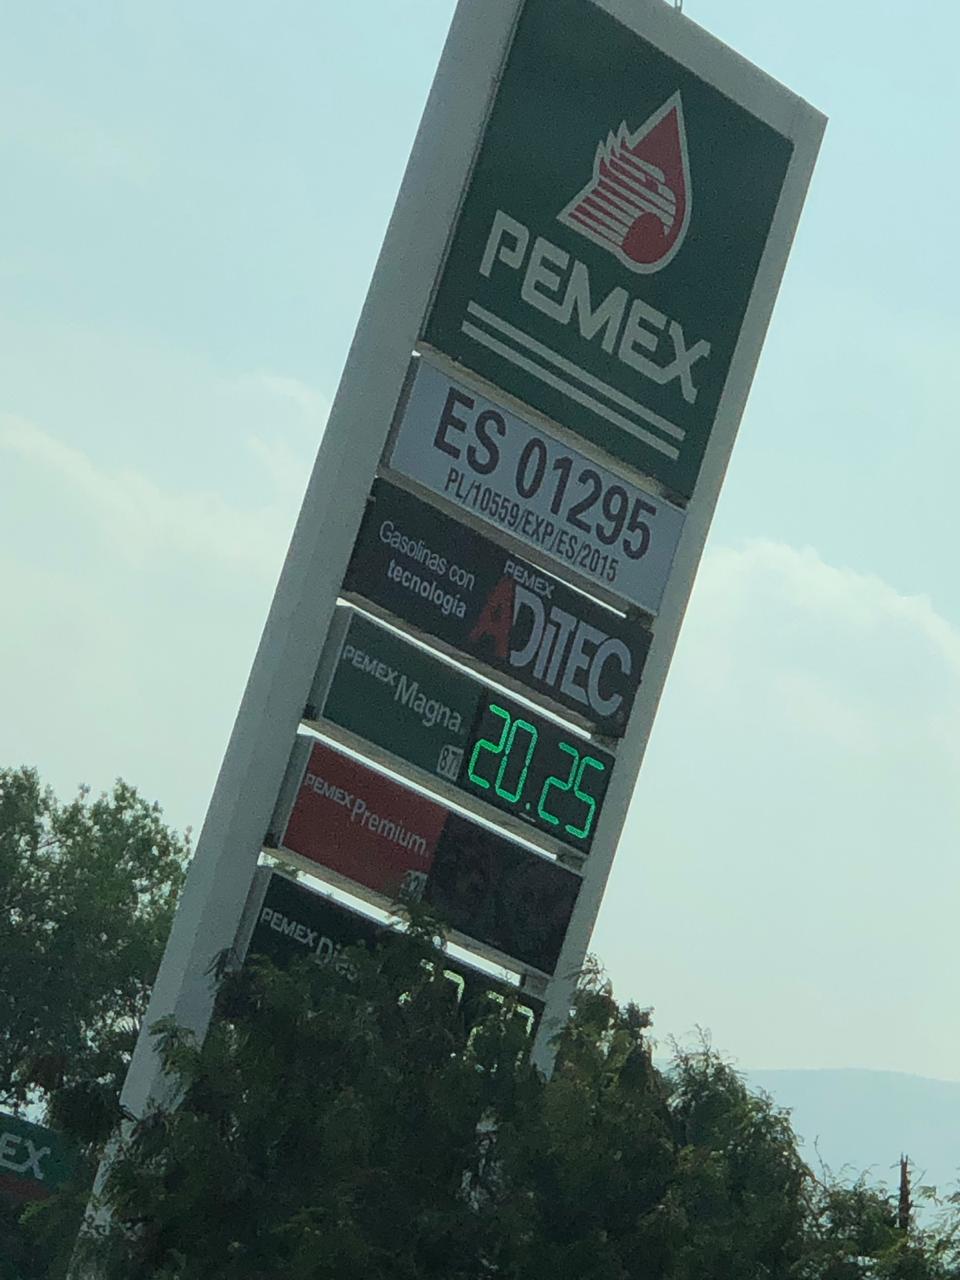 PEMEX
ES 01295
PL/10559/EXP/ES/2015
Gasolinas con
tecnología
PEMEX
ADiTEC
PEMEX Magna
87
20.25
PEMEX Premium
PEMEX
EX